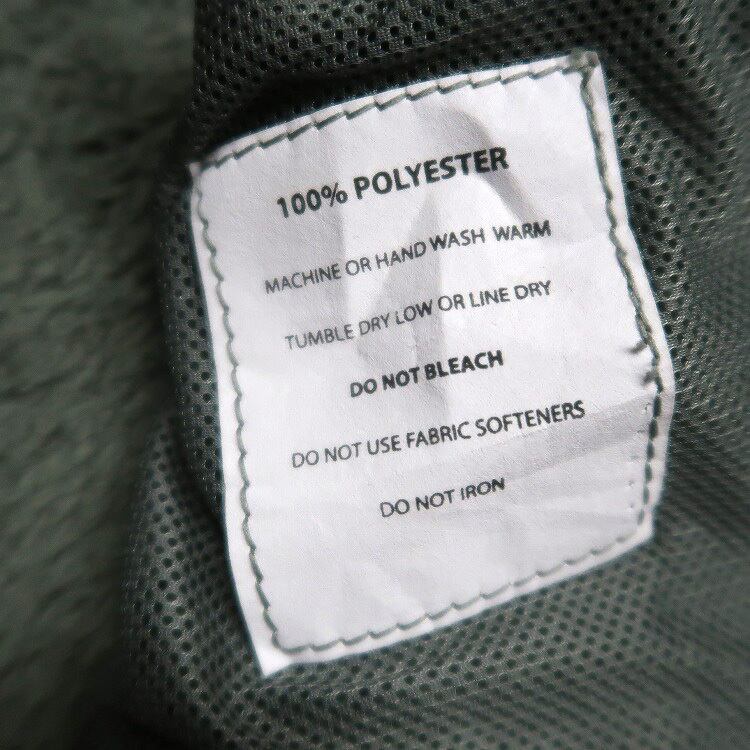 100% POLYESTER
MACHINE OR HAND WASH WARM
TUMBLE DRY LOW OR LINE DRY
DO NOT BLEACH
DO NOT USE FABRIC SOFTENERS
DO NOT IRON